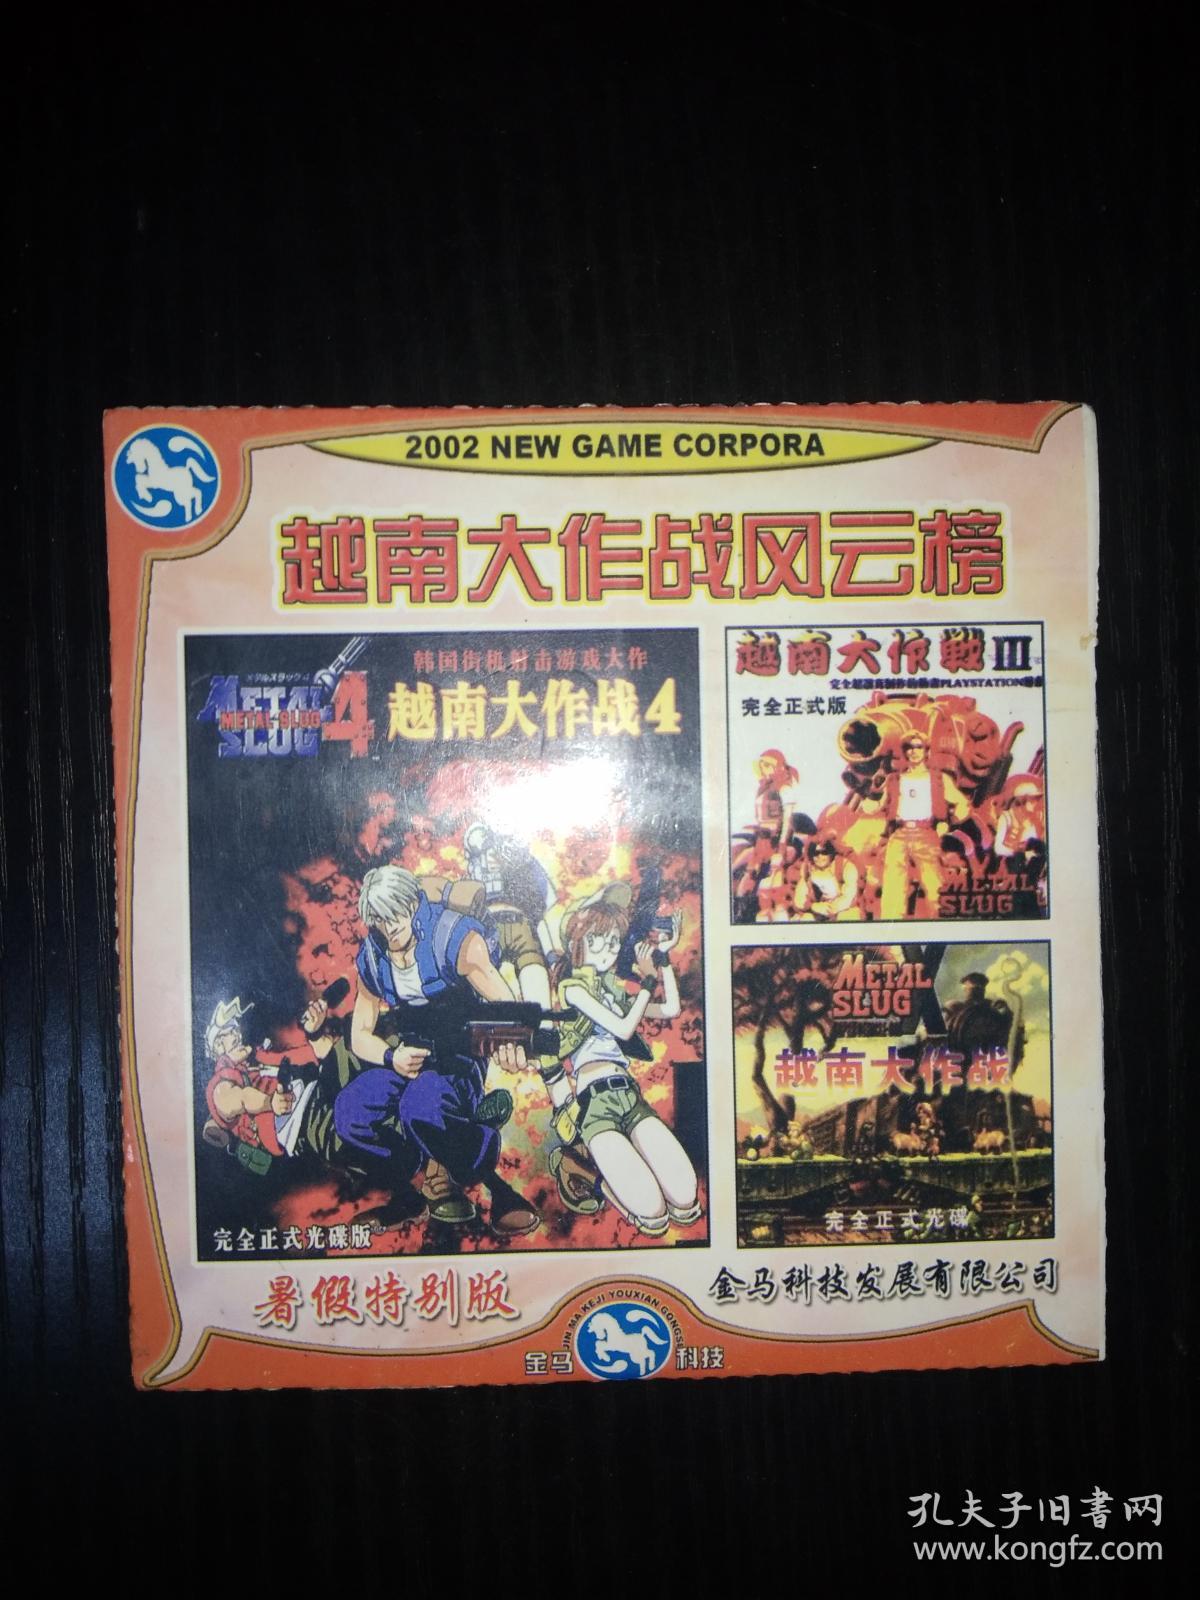 2002 NEW GAME CORPORA
越南大作战风云榜
韩国街机射击游戏大作
METAL SLUG
METAL SLUG 4
越南大作战4
完全正式光碟版
越南大作戰III
完全正式版
METAL SLUG
METAL SLUG X
越南大作战
完全正式光碟
暑假特别版
金马科技发展有限公司
JIN MA KEJI YOUXIAN GONGSI
金马科技
孔夫子旧書网
www.kongfz.com